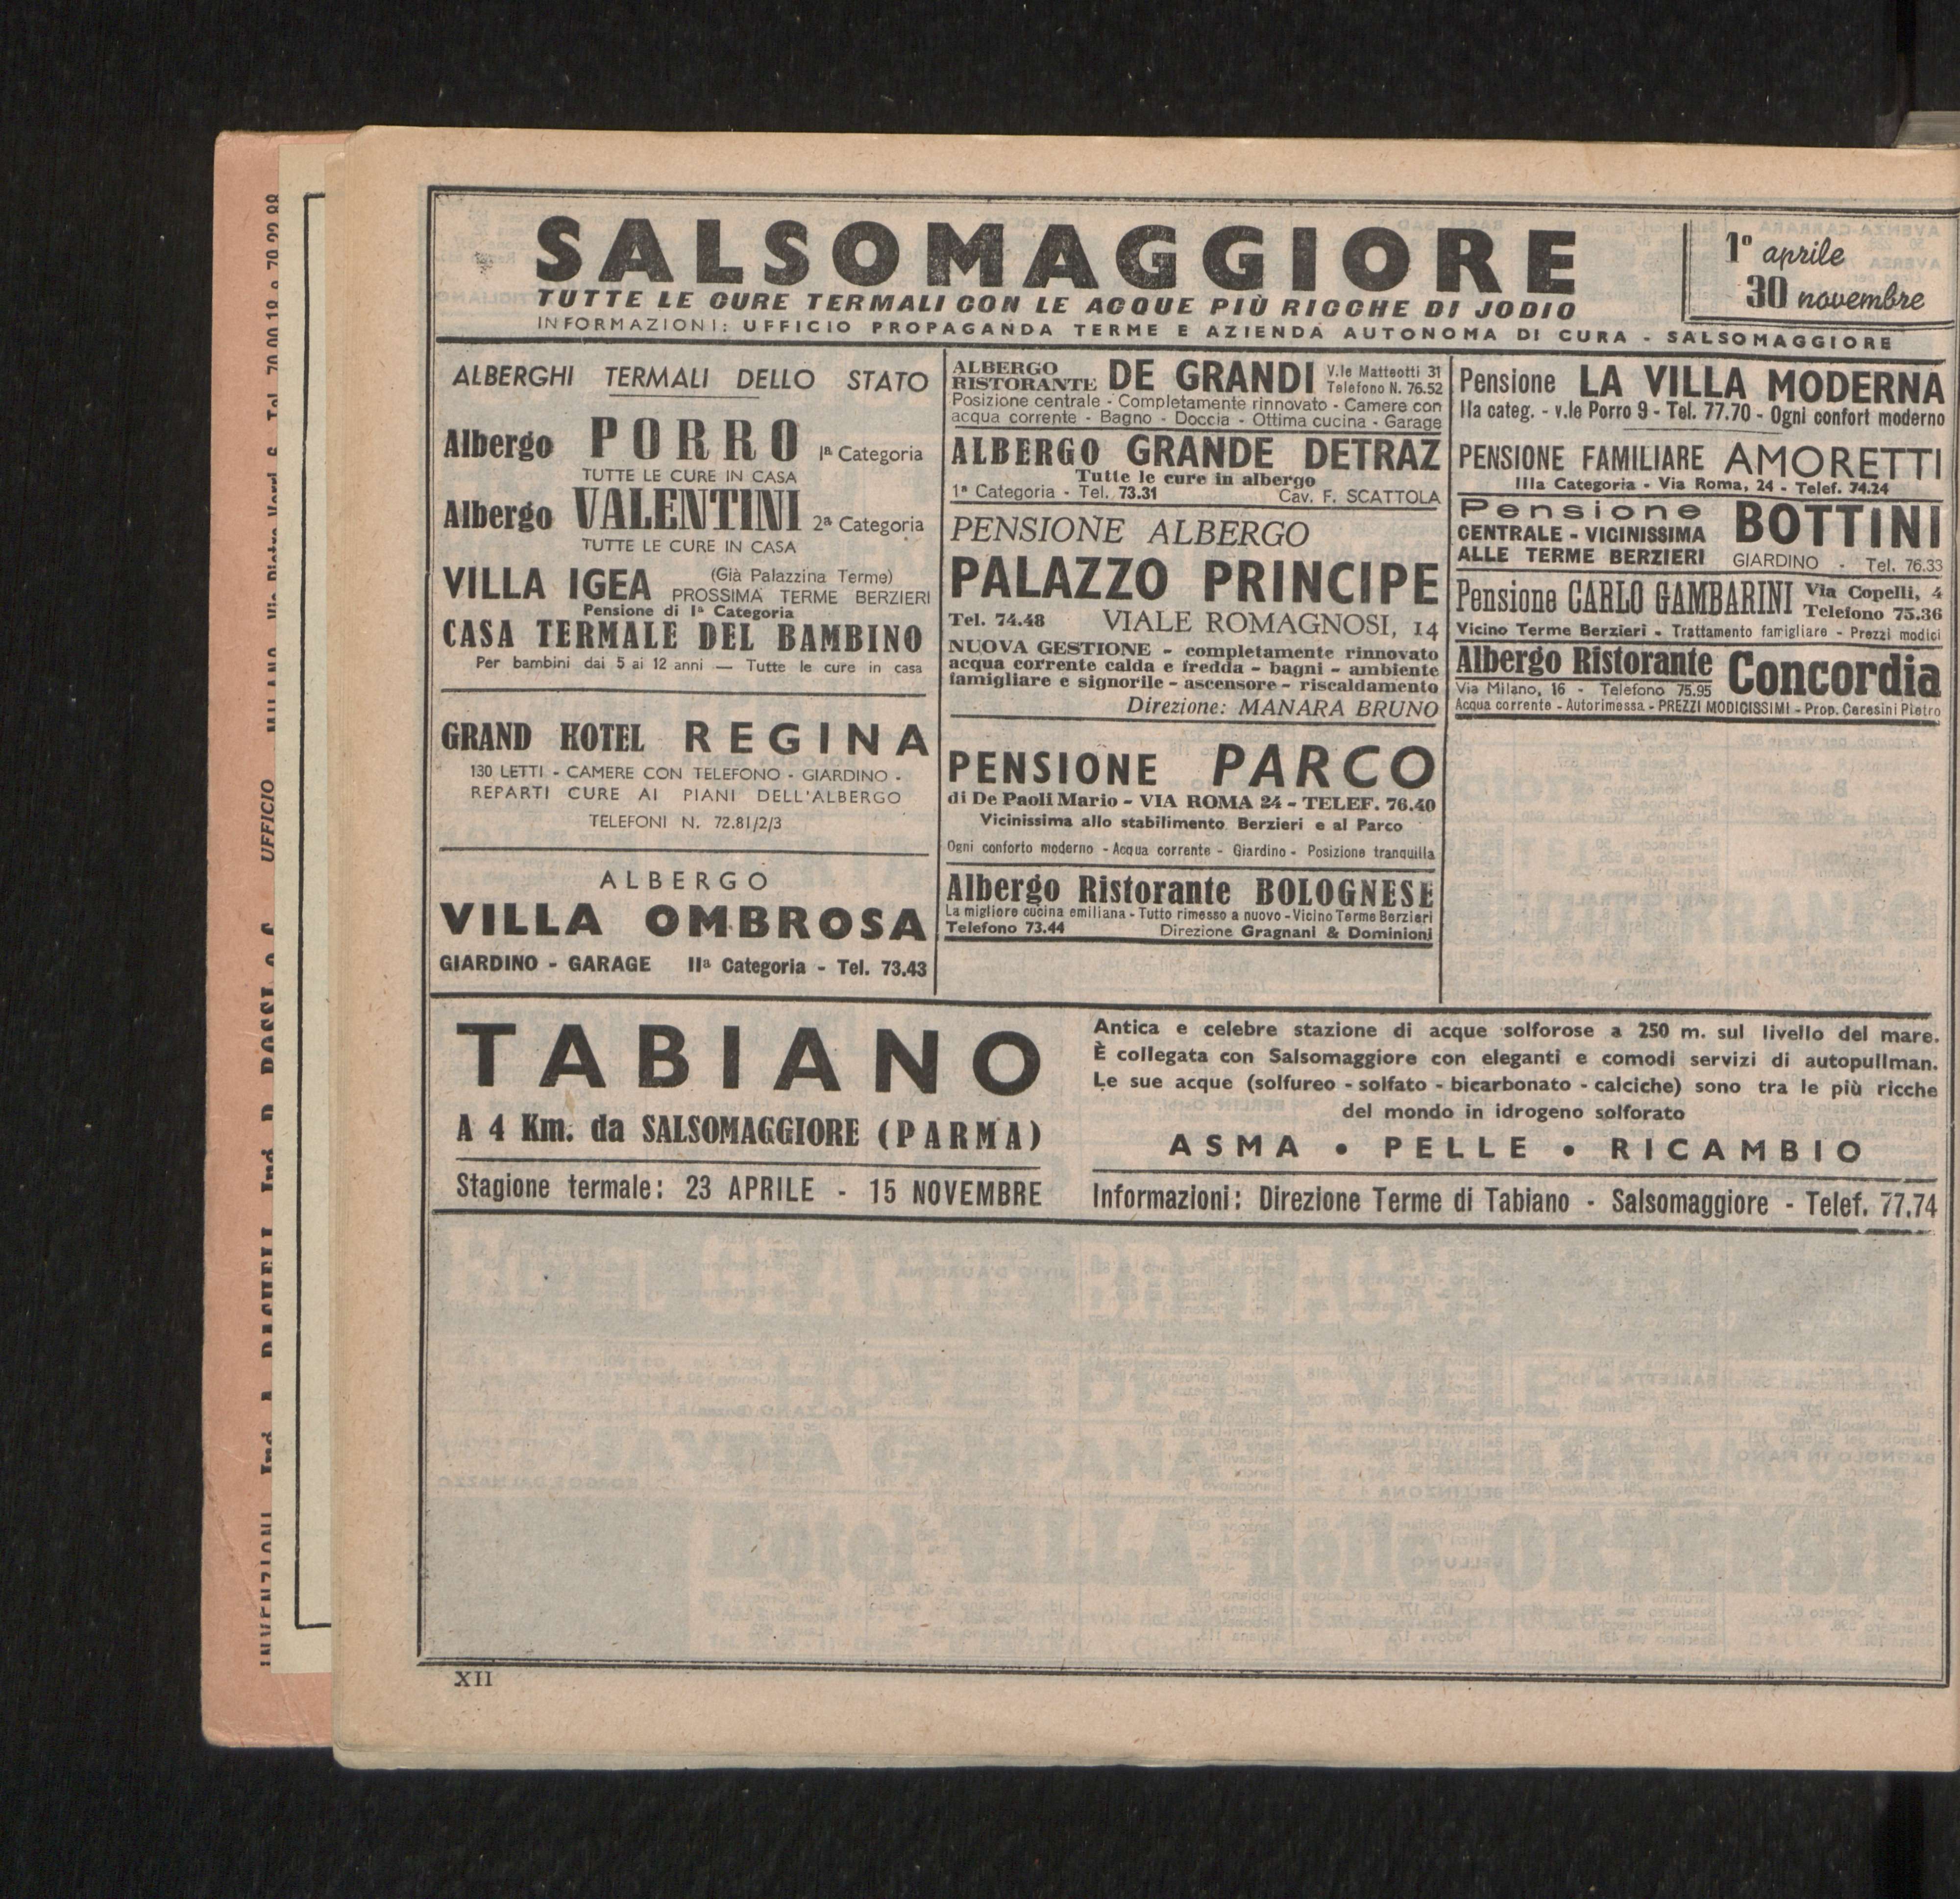 SALSOMAGGIORE
TUTTE LE CURE TERMALI CON LE ACQUE PIÙ RICCHE DI JODIO
INFORMAZIONI: UFFICIO PROPAGANDA TERME E AZIENDA AUTONOMA DI CURA - SALSOMAGGIORE
1º aprile
30 novembre
ALBERGHI TERMALI DELLO STATO
Albergo PORRO Iª Categoria
TUTTE LE CURE IN CASA
Albergo VALENTINI 2ª Categoria
TUTTE LE CURE IN CASA
VILLA IGEA (Già Palazzina Terme)
PROSSIMA TERME BERZIERI
Pensione di Iª Categoria
CASA TERMALE DEL BAMBINO
Per bambini dai 5 ai 12 anni — Tutte le cure in casa
GRAND HOTEL REGINA
130 LETTI - CAMERE CON TELEFONO - GIARDINO -
REPARTI CURE AI PIANI DELL'ALBERGO
TELEFONI N. 72.81/2/3
ALBERGO
VILLA OMBROSA
GIARDINO - GARAGE IIª Categoria - Tel. 73.43
ALBERGO RISTORANTE DE GRANDI V.le Matteotti 31
Telefono N. 76.52
Posizione centrale - Completamente rinnovato - Camere con
acqua corrente - Bagno - Doccia - Ottima cucina - Garage
ALBERGO GRANDE DETRAZ
Tutte le cure in albergo
1ª Categoria - Tel. 73.31 Cav. F. SCATTOLA
PENSIONE ALBERGO
PALAZZO PRINCIPE
Tel. 74.48 VIALE ROMAGNOSI, 14
NUOVA GESTIONE - completamente rinnovato
acqua corrente calda e fredda - bagni - ambiente
famigliare e signorile - ascensore - riscaldamento
Direzione: MANARA BRUNO
PENSIONE PARCO
di De Paoli Mario - VIA ROMA 24 - TELEF. 76.40
Vicinissima allo stabilimento Berzieri e al Parco
Ogni conforto moderno - Acqua corrente - Giardino - Posizione tranquilla
Albergo Ristorante BOLOGNESE
La migliore cucina emiliana - Tutto rimesso a nuovo - Vicino Terme Berzieri
Telefono 73.44 Direzione Gragnani & Dominioni
Pensione LA VILLA MODERNA
IIa categ. - v.le Porro 9 - Tel. 77.70 - Ogni confort moderno
PENSIONE FAMILIARE AMORETTI
IIIa Categoria - Via Roma, 24 - Telef. 74.24
Pensione BOTTINI
CENTRALE - VICINISSIMA
ALLE TERME BERZIERI GIARDINO - Tel. 76.33
Pensione CARLO GAMBARINI Via Copelli, 4
Telefono 75.36
Vicino Terme Berzieri - Trattamento famigliare - Prezzi modici
Albergo Ristorante Concordia
Via Milano, 16 - Telefono 75.95
Acqua corrente - Autorimessa - PREZZI MODICISSIMI - Prop. Ceresini Pietro
TABIANO
A 4 Km. da SALSOMAGGIORE (PARMA)
Stagione termale: 23 APRILE - 15 NOVEMBRE
Antica e celebre stazione di acque solforose a 250 m. sul livello del mare.
È collegata con Salsomaggiore con eleganti e comodi servizi di autopullman.
Le sue acque (solfureo - solfato - bicarbonato - calciche) sono tra le più ricche
del mondo in idrogeno solforato
ASMA • PELLE • RICAMBIO
Informazioni: Direzione Terme di Tabiano - Salsomaggiore - Telef. 77.74
XII
UFFICIO